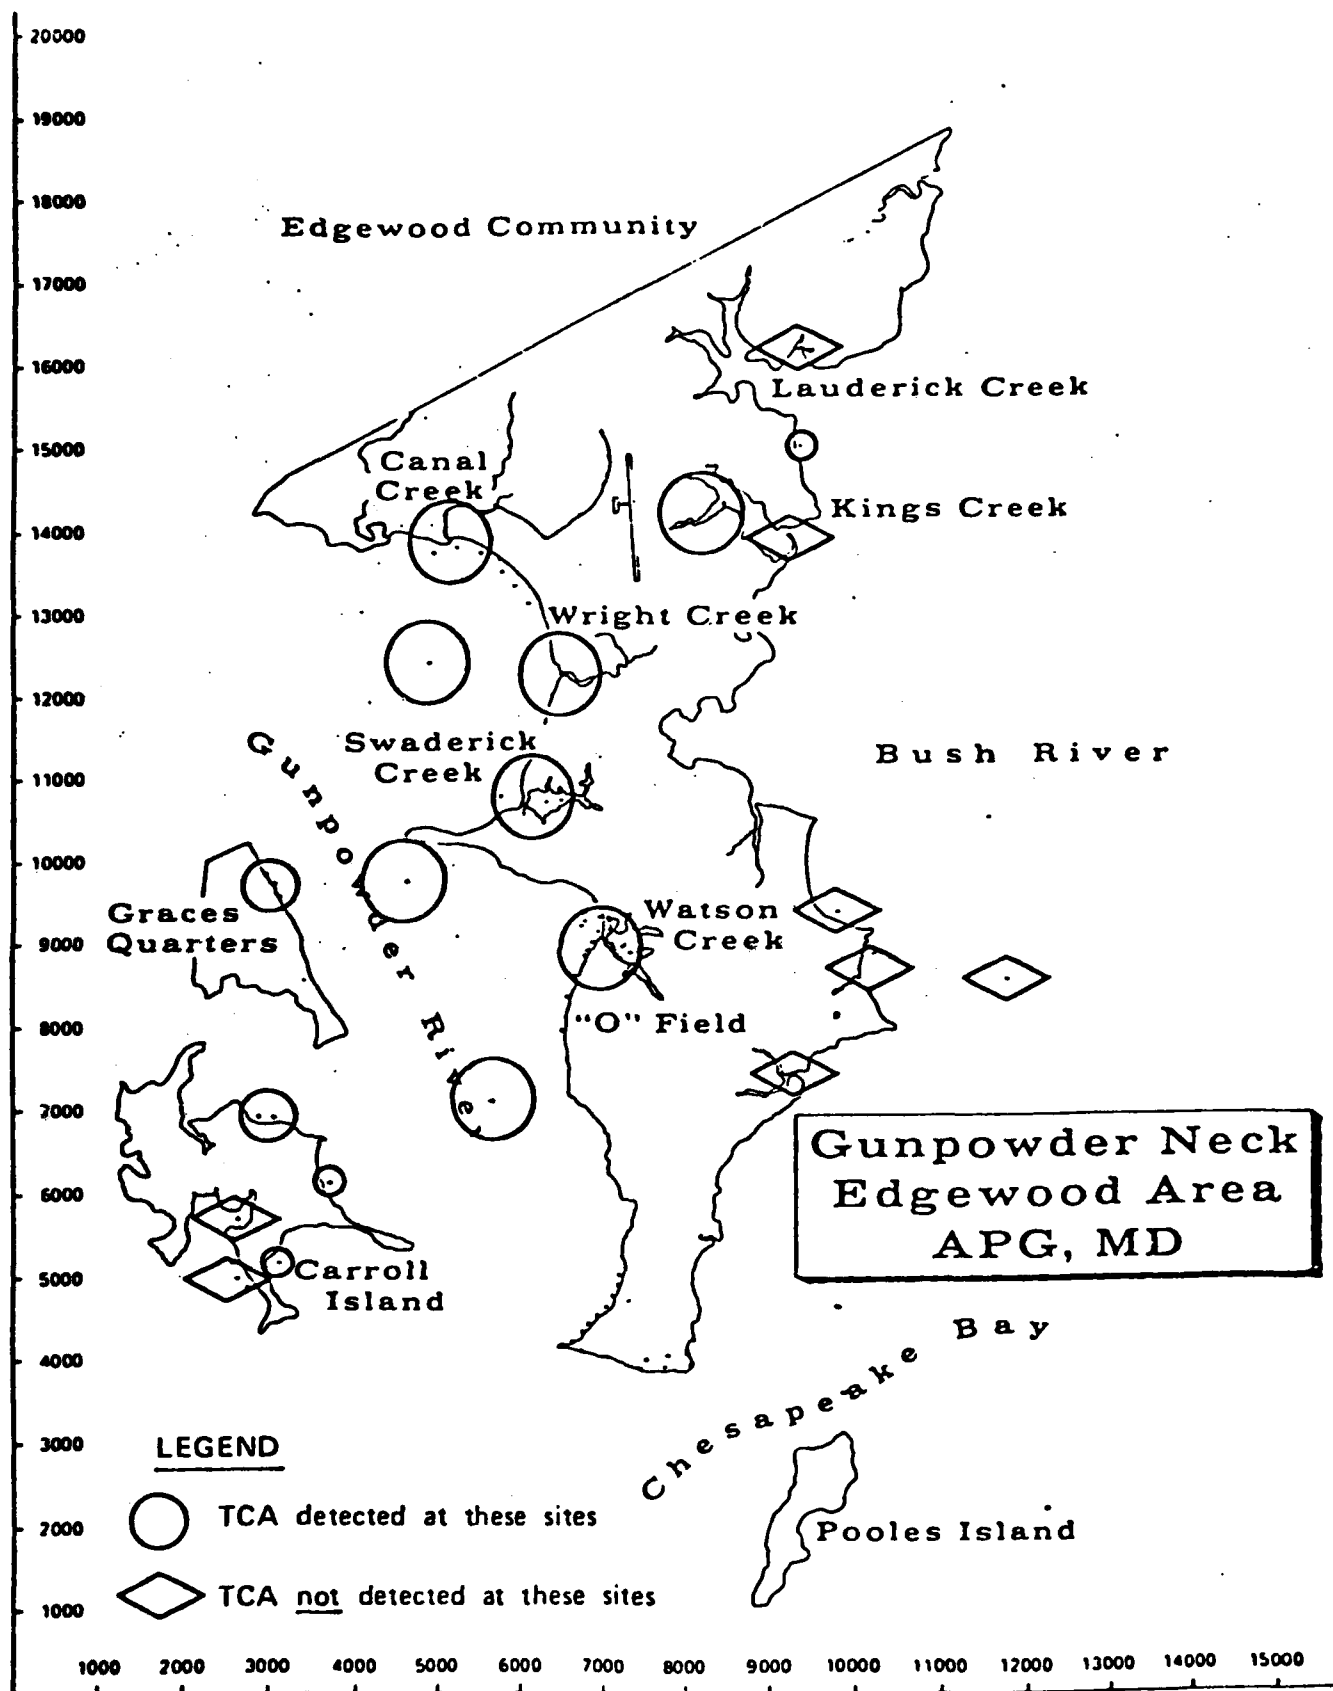 20000
19000
18000
Edgewood Community
17000
16000
Lauderick Creek
15000
Canal
Creek
Kings Creek
14000
13000
Wright Creek
12000
Swaderick
Creek
Bush River
11000
Gunpowder River
10000
Graces
Quarters
Watson
Creek
9000
"O" Field
8000
7000
Gunpowder Neck
Edgewood Area
APG, MD
6000
5000
Carroll
Island
Chesapeake Bay
4000
3000
LEGEND
TCA detected at these sites
2000
Pooles Island
TCA not detected at these sites
1000
1000 2000 3000 4000 5000 6000 7000 8000 9000 10000 11000 12000 13000 14000 15000